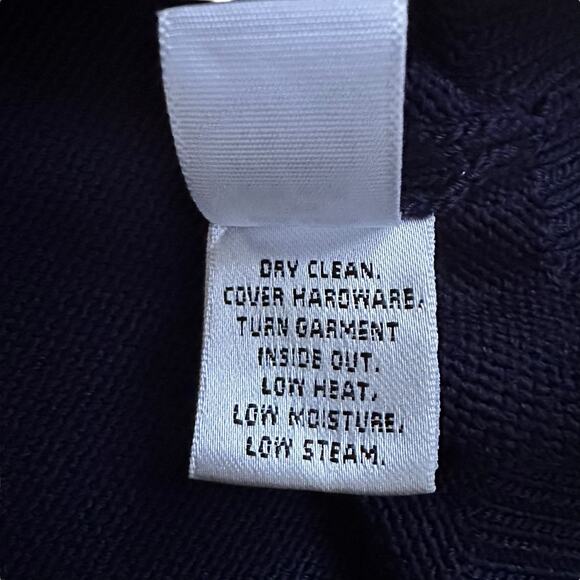 DRY CLEAN.
COVER HARDWARE.
TURN GARMENT
INSIDE OUT.
LOW HEAT.
LOW MOISTURE.
LOW STEAM.